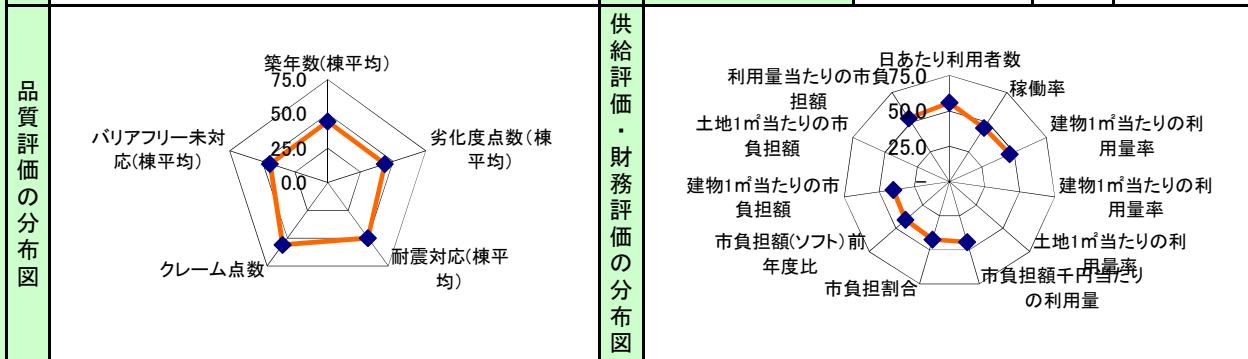 品質評価の分布図
築年数(棟平均)
75.0
50.0
25.0
0.0
劣化度点数(棟
平均)
耐震対応(棟平
均)
クレーム点数
バリアフリー未対
応(棟平均)
供給評価・財務評価の分布図
日あたり利用者数
75.0
50.0
25.0
-
稼働率
建物1㎡当たりの利
用量率
建物1㎡当たりの利
用量率
土地1㎡当たりの利
用量率
市負担額千円当たり
の利用量
市負担割合
市負担額(ソフト)前
年度比
建物1㎡当たりの市
負担額
土地1㎡当たりの市
負担額
利用量当たりの市負
担額